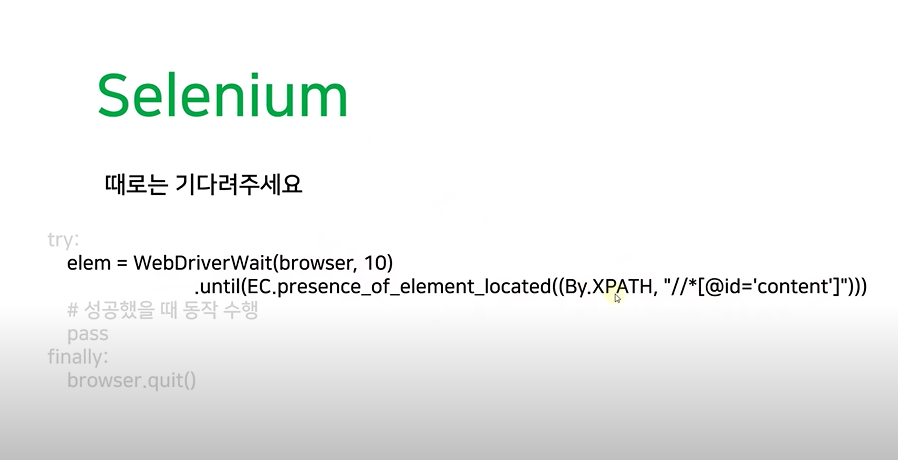 Selenium
때로는 기다려주세요
try:
elem = WebDriverWait(browser, 10)
.until(EC.presence_of_element_located((By.XPATH, "//*[@id='content']")))
# 성공했을 때 동작 수행
pass
finally:
browser.quit()